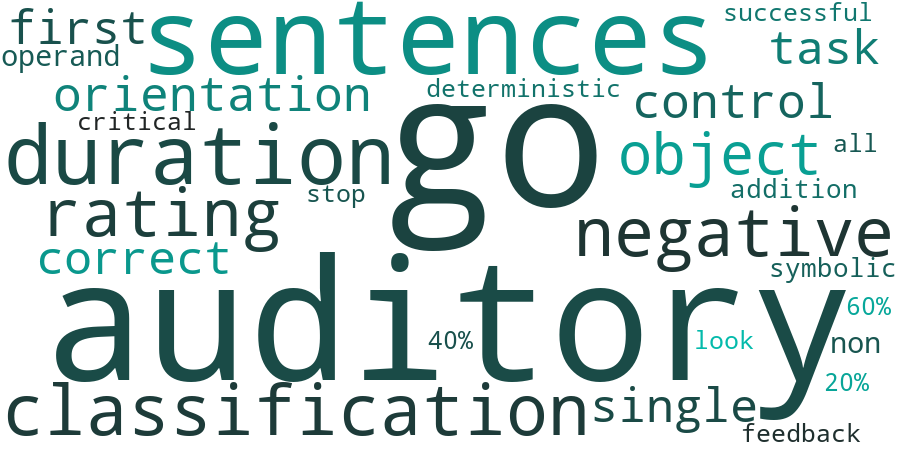 first sentences successful
operand task
orientation deterministic control
critical
duration go object all
rating stop addition
correct negative
symbolic
auditory 60%
40% look non
20%
classification single
feedback